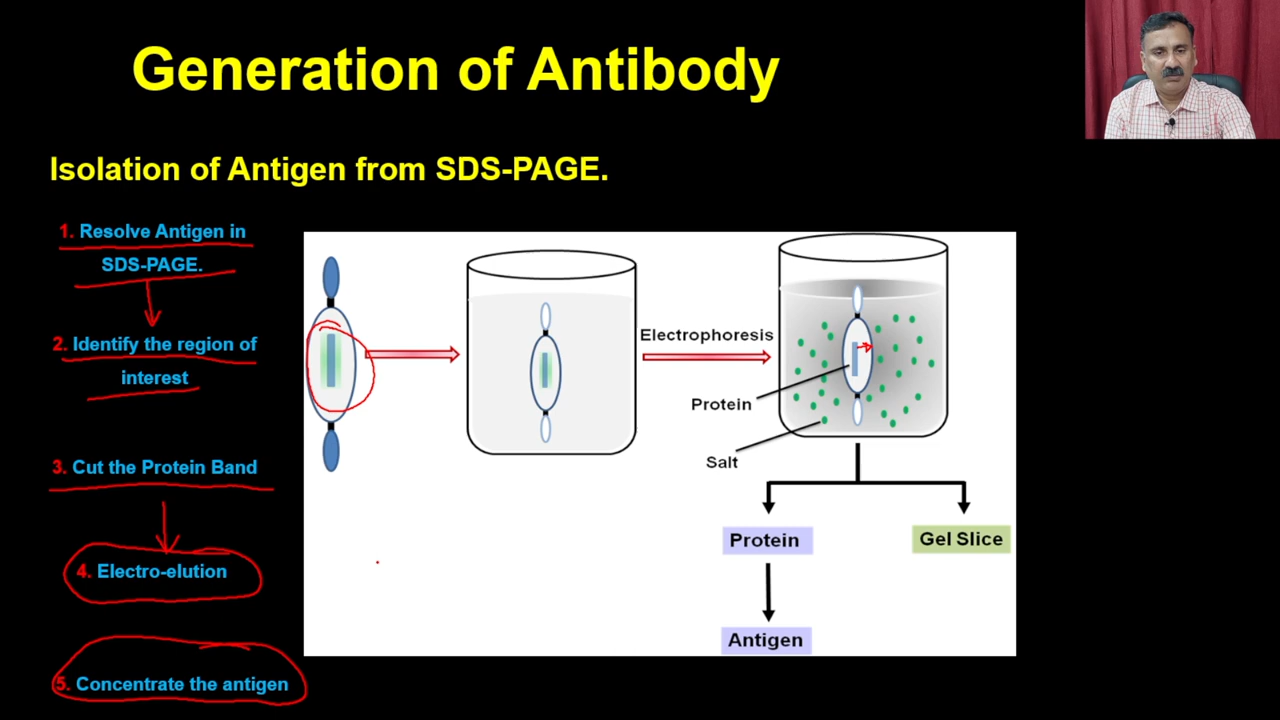 Generation of Antibody
Isolation of Antigen from SDS-PAGE.
1. Resolve Antigen in
SDS-PAGE.
2. Identify the region of
interest
3. Cut the Protein Band
4. Electro-elution
5. Concentrate the antigen
Electrophoresis
Protein
Salt
Protein
Gel Slice
Antigen